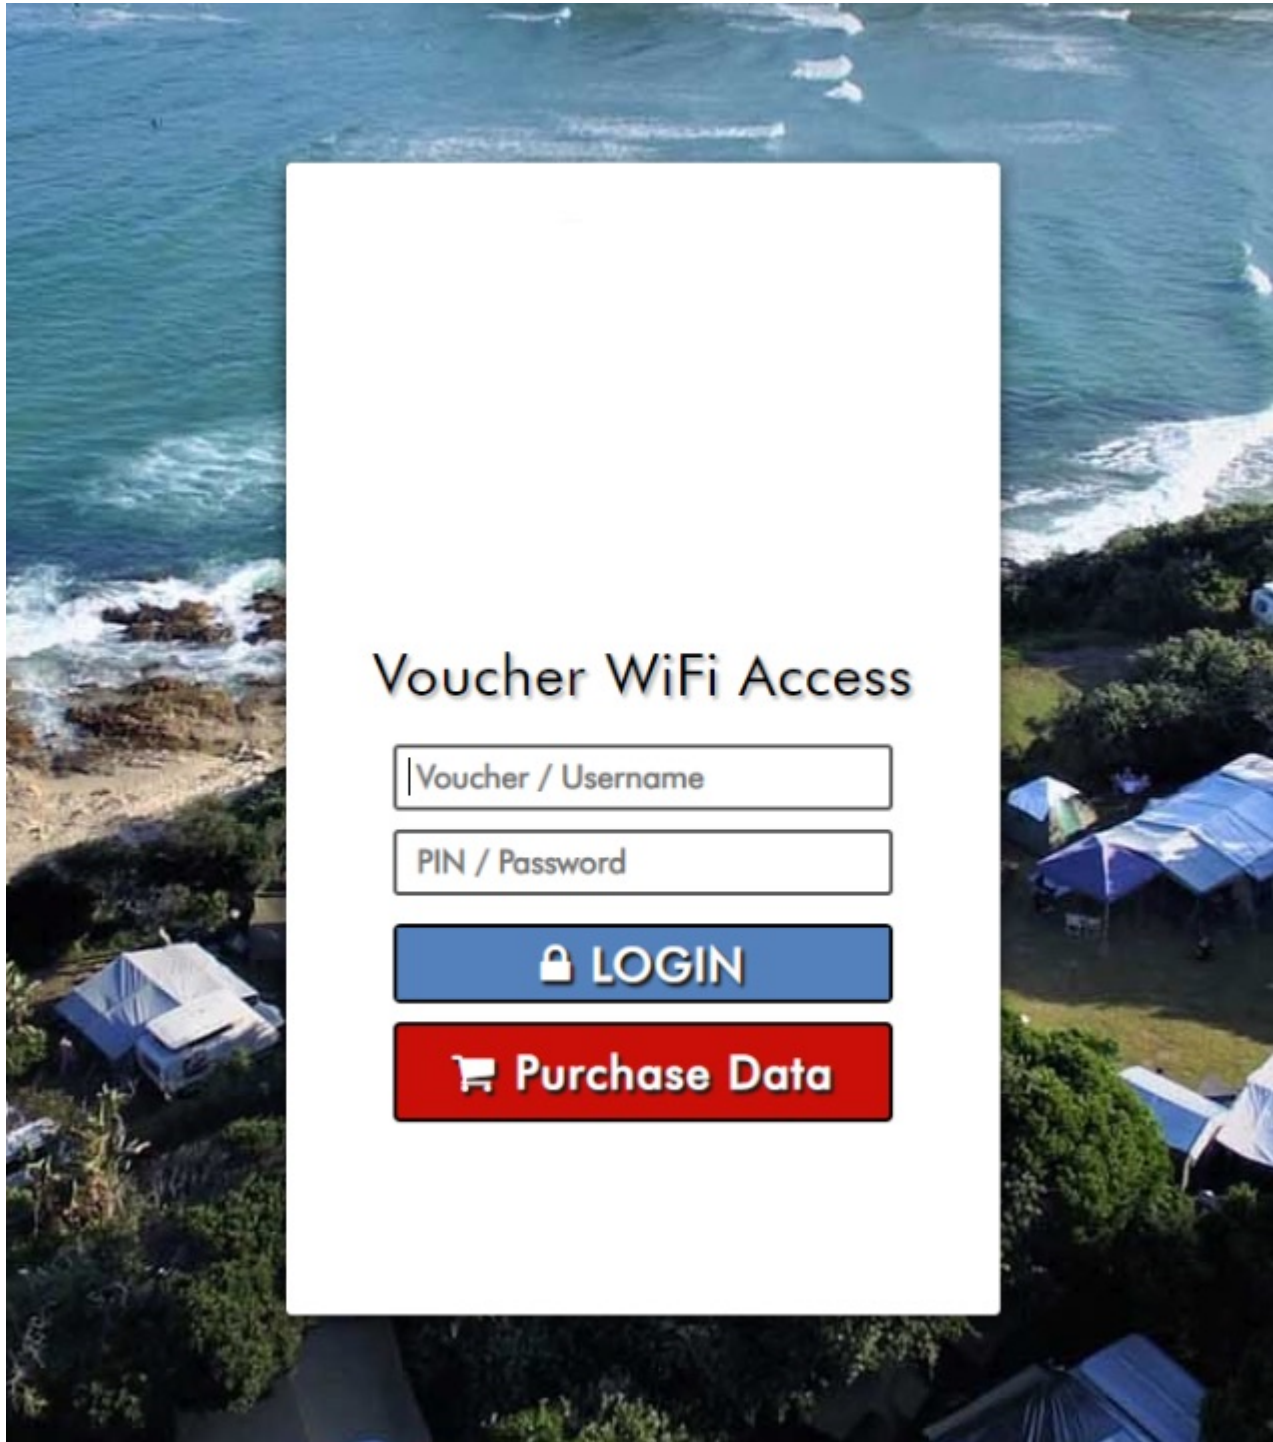 Voucher WiFi Access
Voucher / Username
PIN / Password
LOGIN
Purchase Data